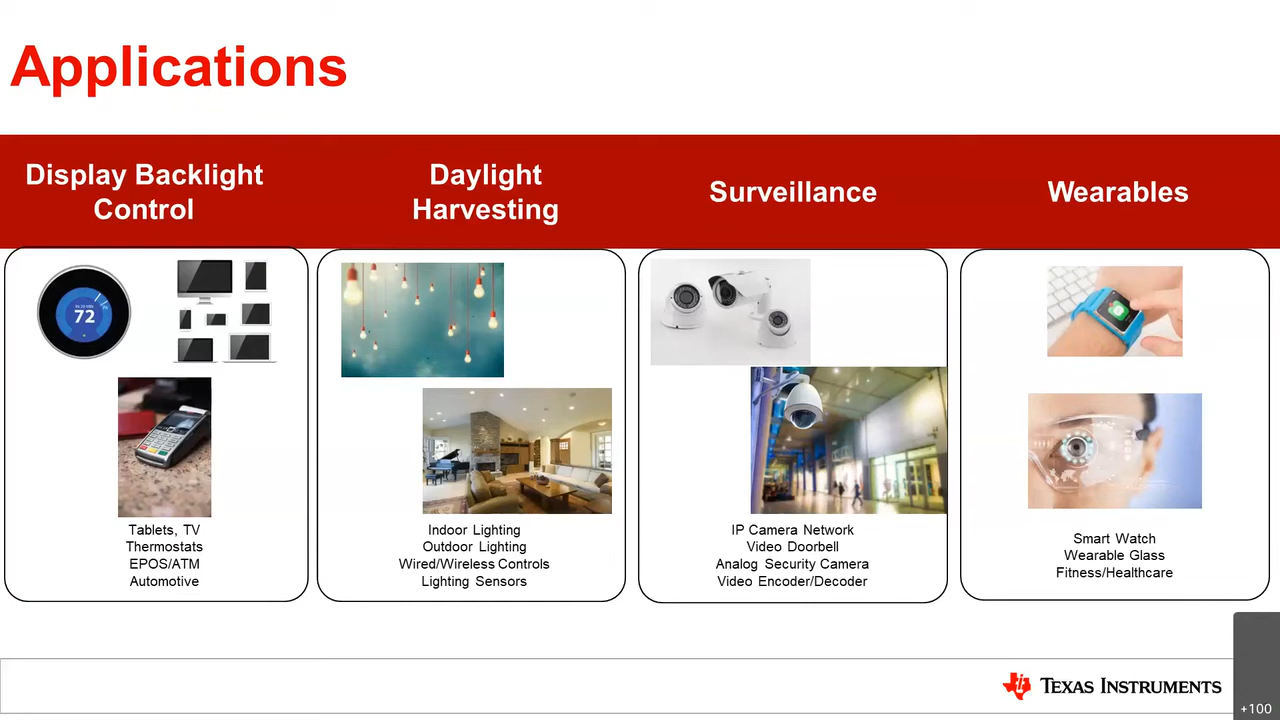 Applications
Display Backlight
Control
Daylight
Harvesting
Surveillance
Wearables
72
Tablets, TV
Thermostats
EPOS/ATM
Automotive
Indoor Lighting
Outdoor Lighting
Wired/Wireless Controls
Lighting Sensors
IP Camera Network
Video Doorbell
Analog Security Camera
Video Encoder/Decoder
Smart Watch
Wearable Glass
Fitness/Healthcare
TEXAS INSTRUMENTS
+100